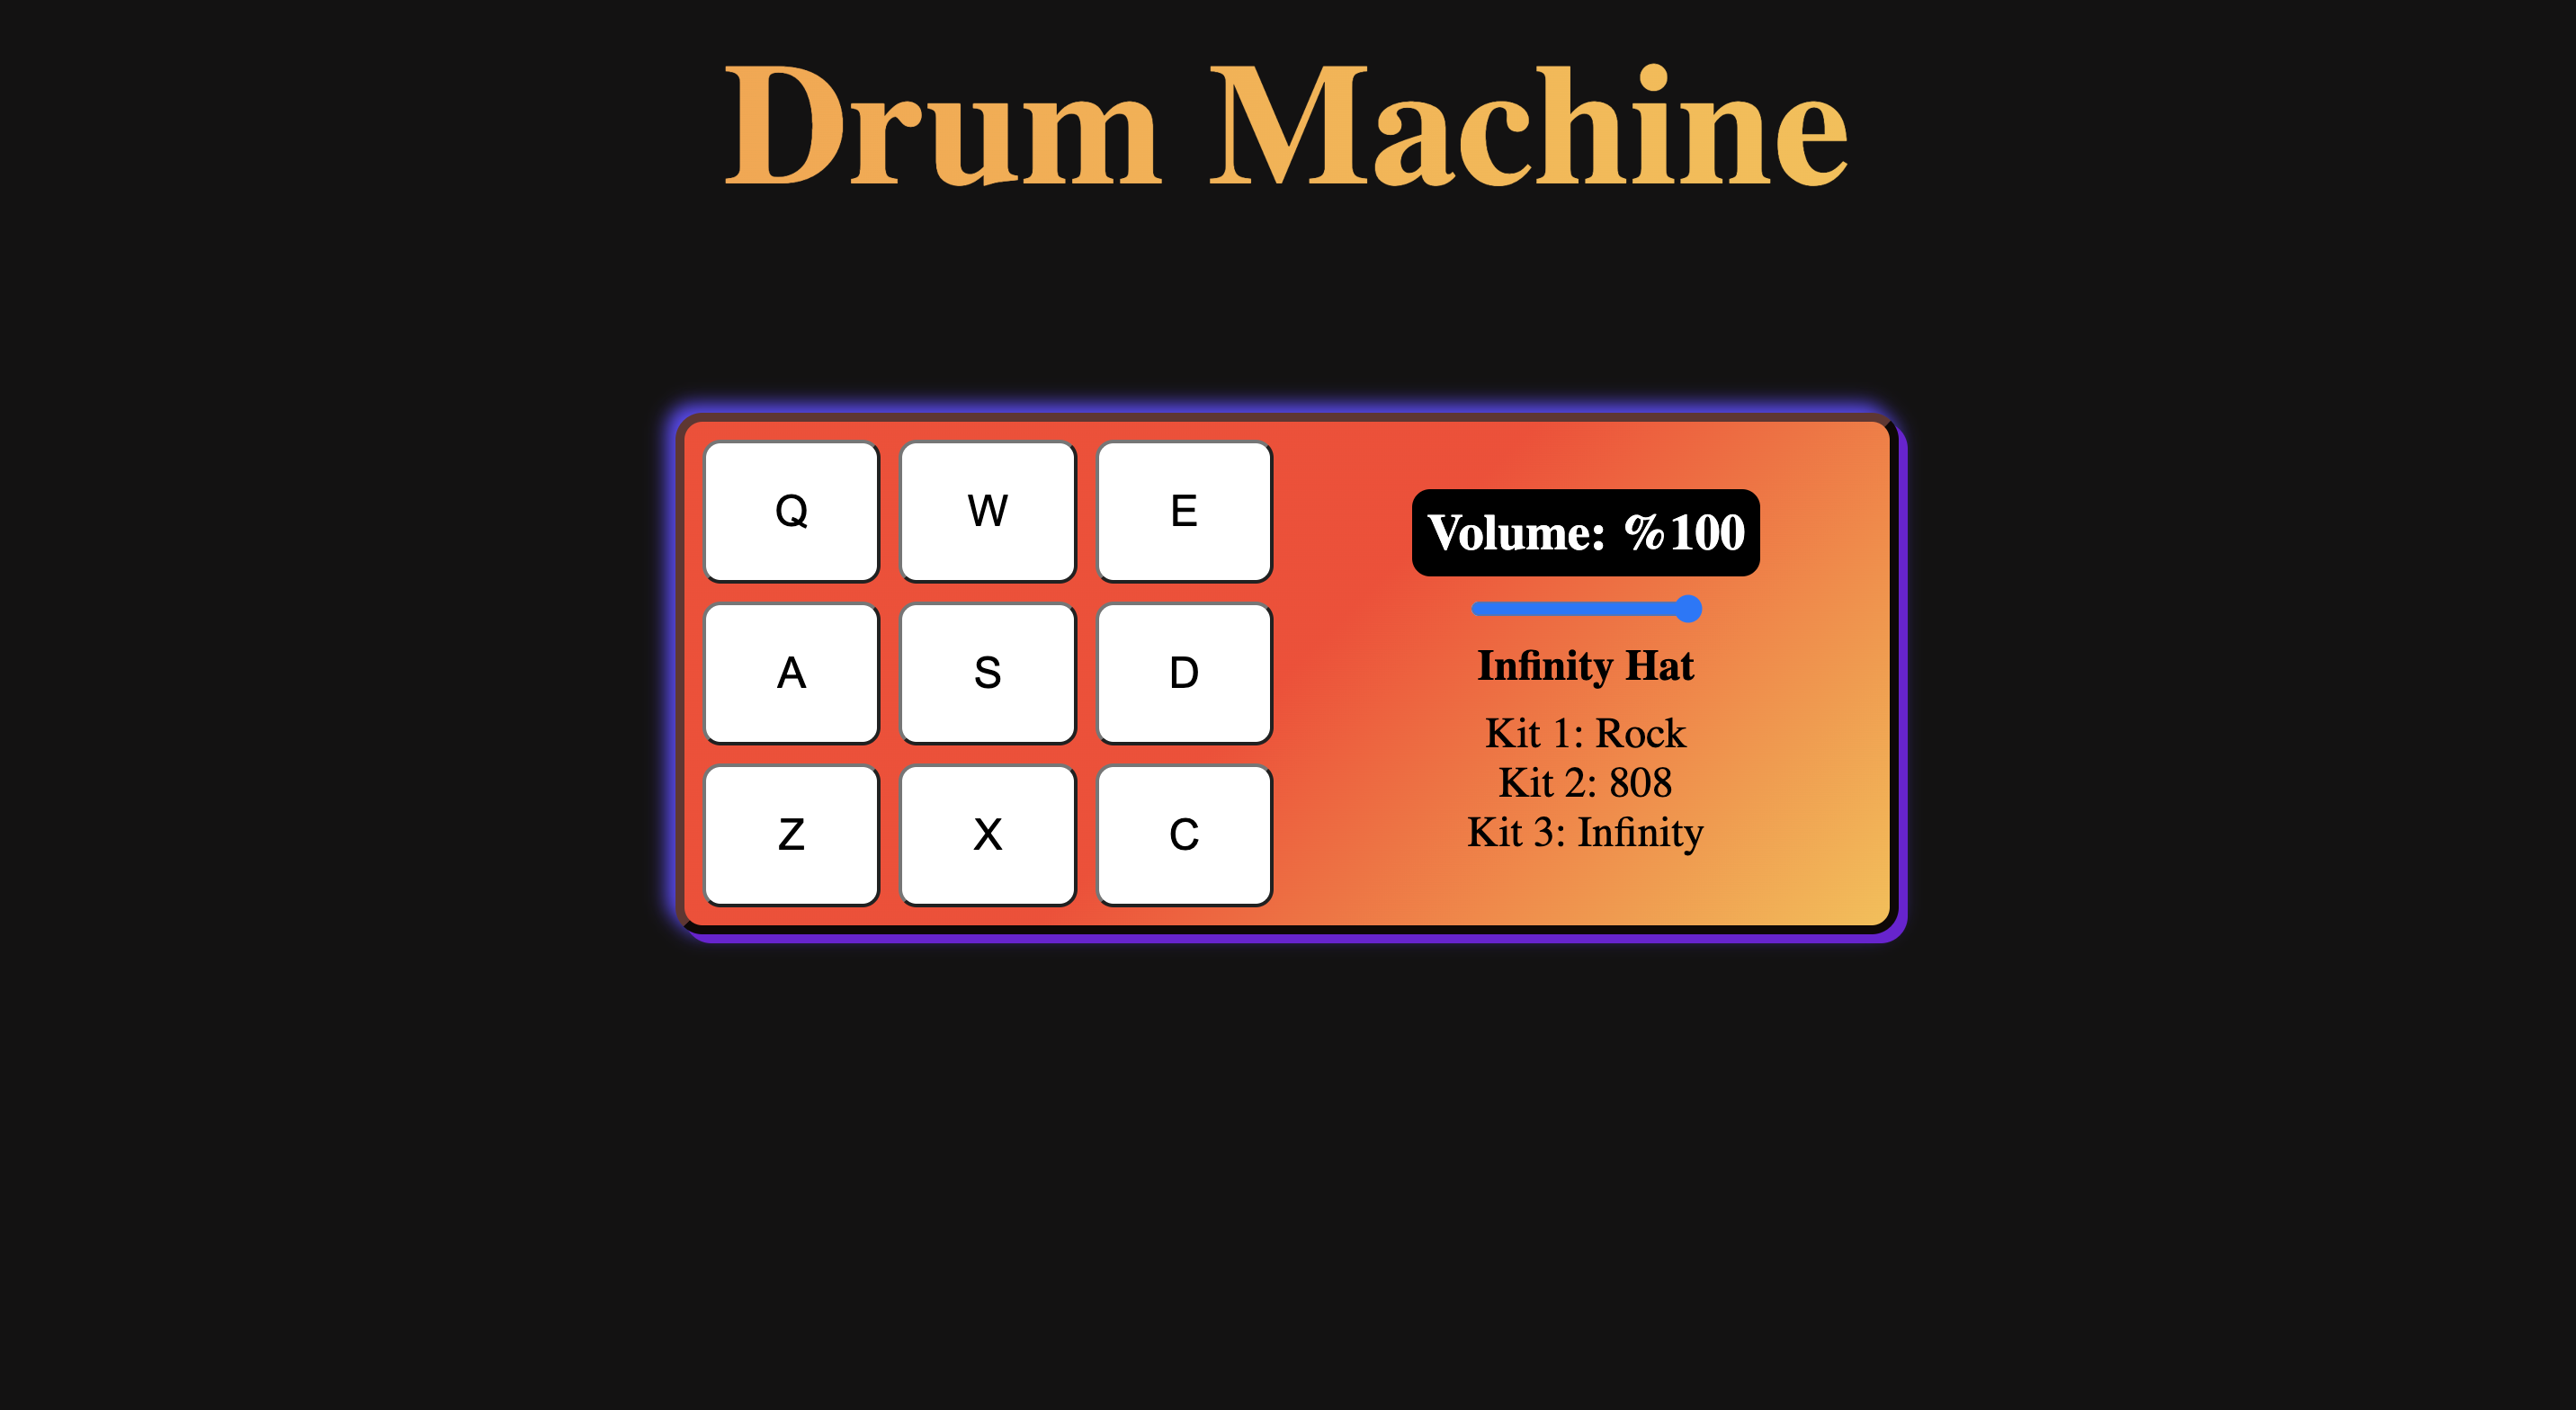 Drum Machine
Q W E
A S D
Z X C
Volume: %100
Infinity Hat
Kit 1: Rock
Kit 2: 808
Kit 3: Infinity